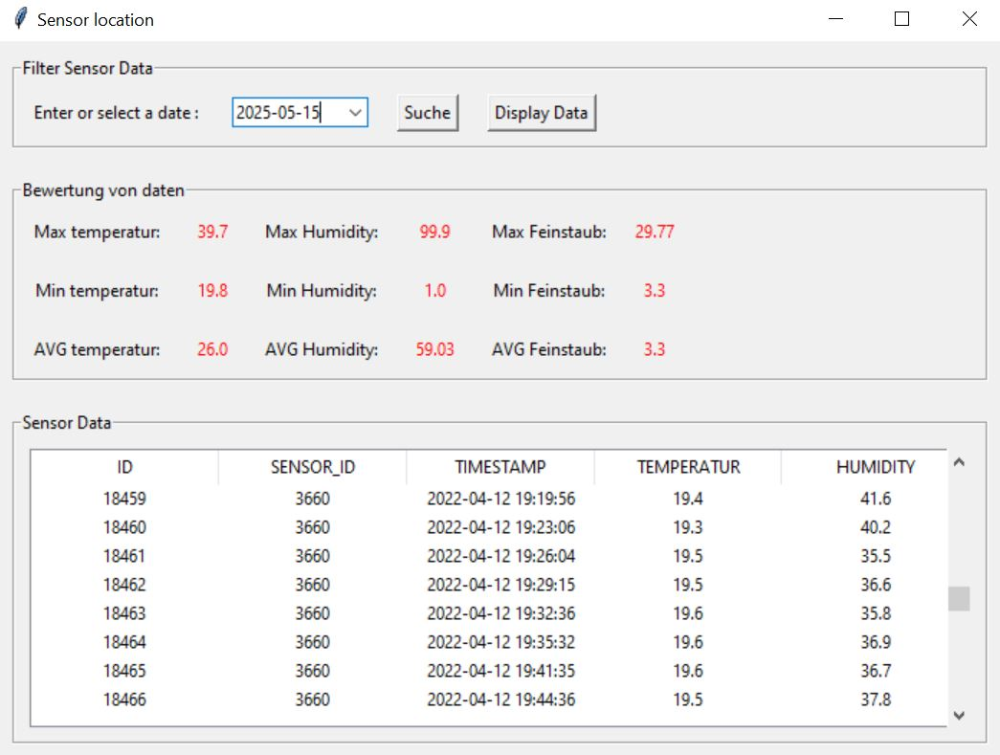 Sensor location
Filter Sensor Data
Enter or select a date : 2025-05-15 Suche Display Data
Bewertung von daten
Max temperatur: 39.7 Max Humidity: 99.9 Max Feinstaub: 29.77
Min temperatur: 19.8 Min Humidity: 1.0 Min Feinstaub: 3.3
AVG temperatur: 26.0 AVG Humidity: 59.03 AVG Feinstaub: 3.3
Sensor Data
ID SENSOR_ID TIMESTAMP TEMPERATUR HUMIDITY
18459 3660 2022-04-12 19:19:56 19.4 41.6
18460 3660 2022-04-12 19:23:06 19.3 40.2
18461 3660 2022-04-12 19:26:04 19.5 35.5
18462 3660 2022-04-12 19:29:15 19.5 36.6
18463 3660 2022-04-12 19:32:36 19.6 35.8
18464 3660 2022-04-12 19:35:32 19.6 36.9
18465 3660 2022-04-12 19:41:35 19.6 36.7
18466 3660 2022-04-12 19:44:36 19.5 37.8